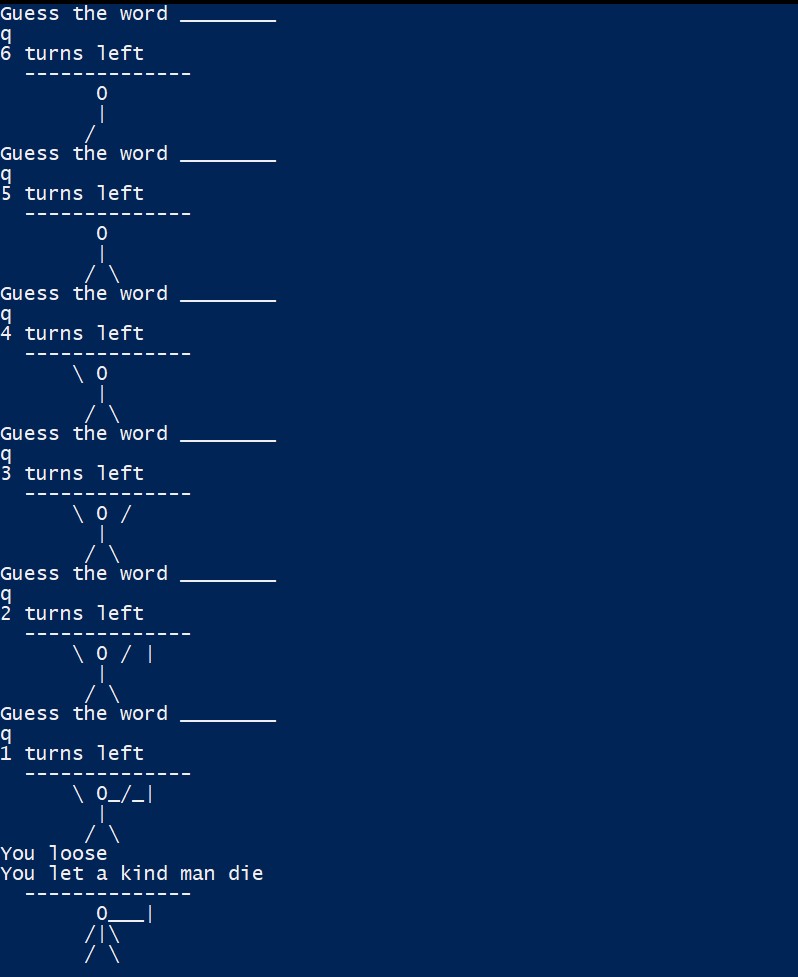 Guess the word ________
q
6 turns left
--------------
O
|
/
Guess the word ________
q
5 turns left
--------------
O
|
/ \
Guess the word ________
q
4 turns left
--------------
\ O
|
/ \
Guess the word ________
q
3 turns left
--------------
\ O /
|
/ \
Guess the word ________
q
2 turns left
--------------
\ O / |
|
/ \
Guess the word ________
q
1 turns left
--------------
\ O_/_|
|
/ \
You loose
You let a kind man die
--------------
O___|
/|\
/ \